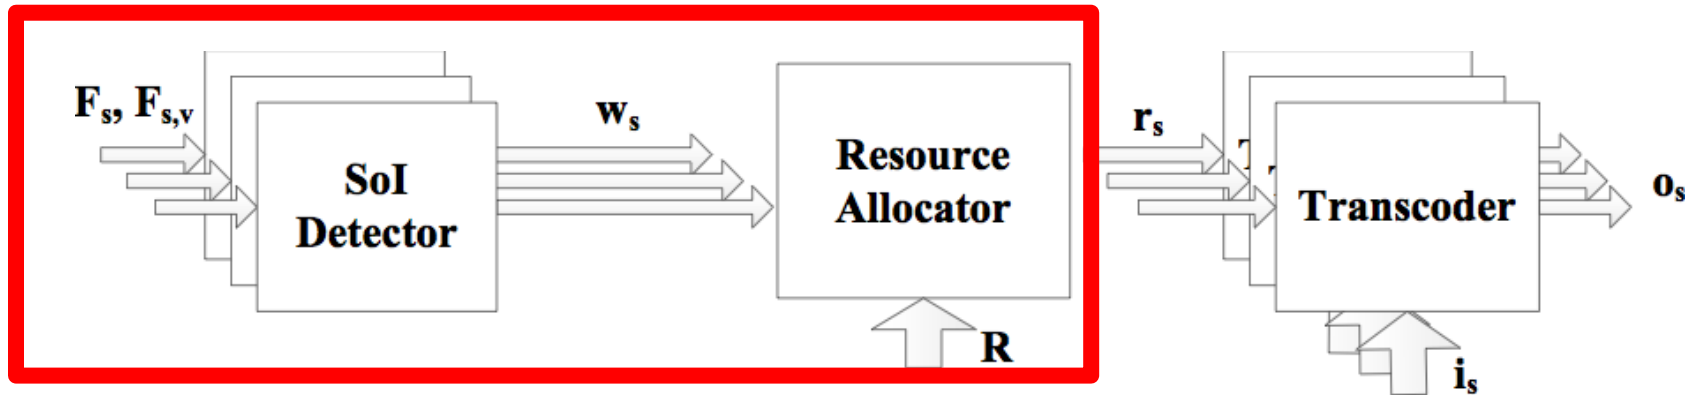 F_s, F_s,v
SoI
Detector
w_s
Resource
Allocator
R
r_s
T
T
Transcoder
i_s
o_s